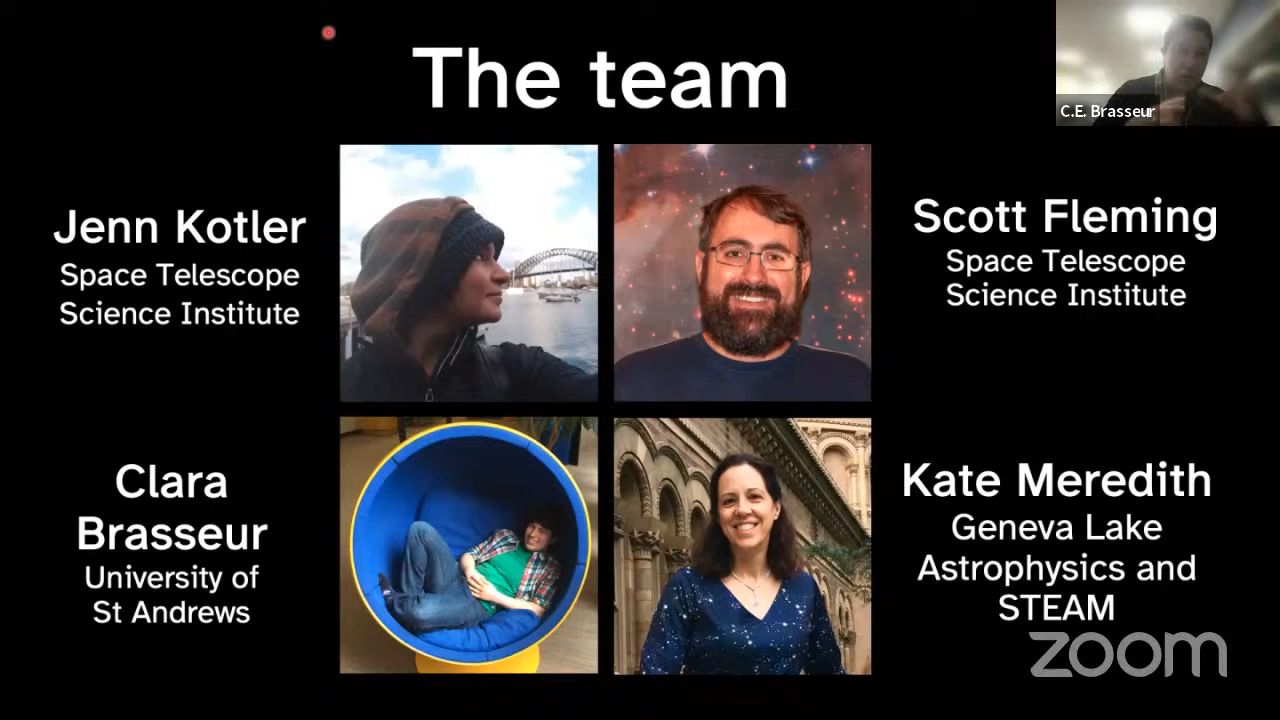 The team
C.E. Brasseur
Jenn Kotler
Space Telescope
Science Institute
Scott Fleming
Space Telescope
Science Institute
Clara
Brasseur
University of
St Andrews
Kate Meredith
Geneva Lake
Astrophysics and
STEAM
zoom